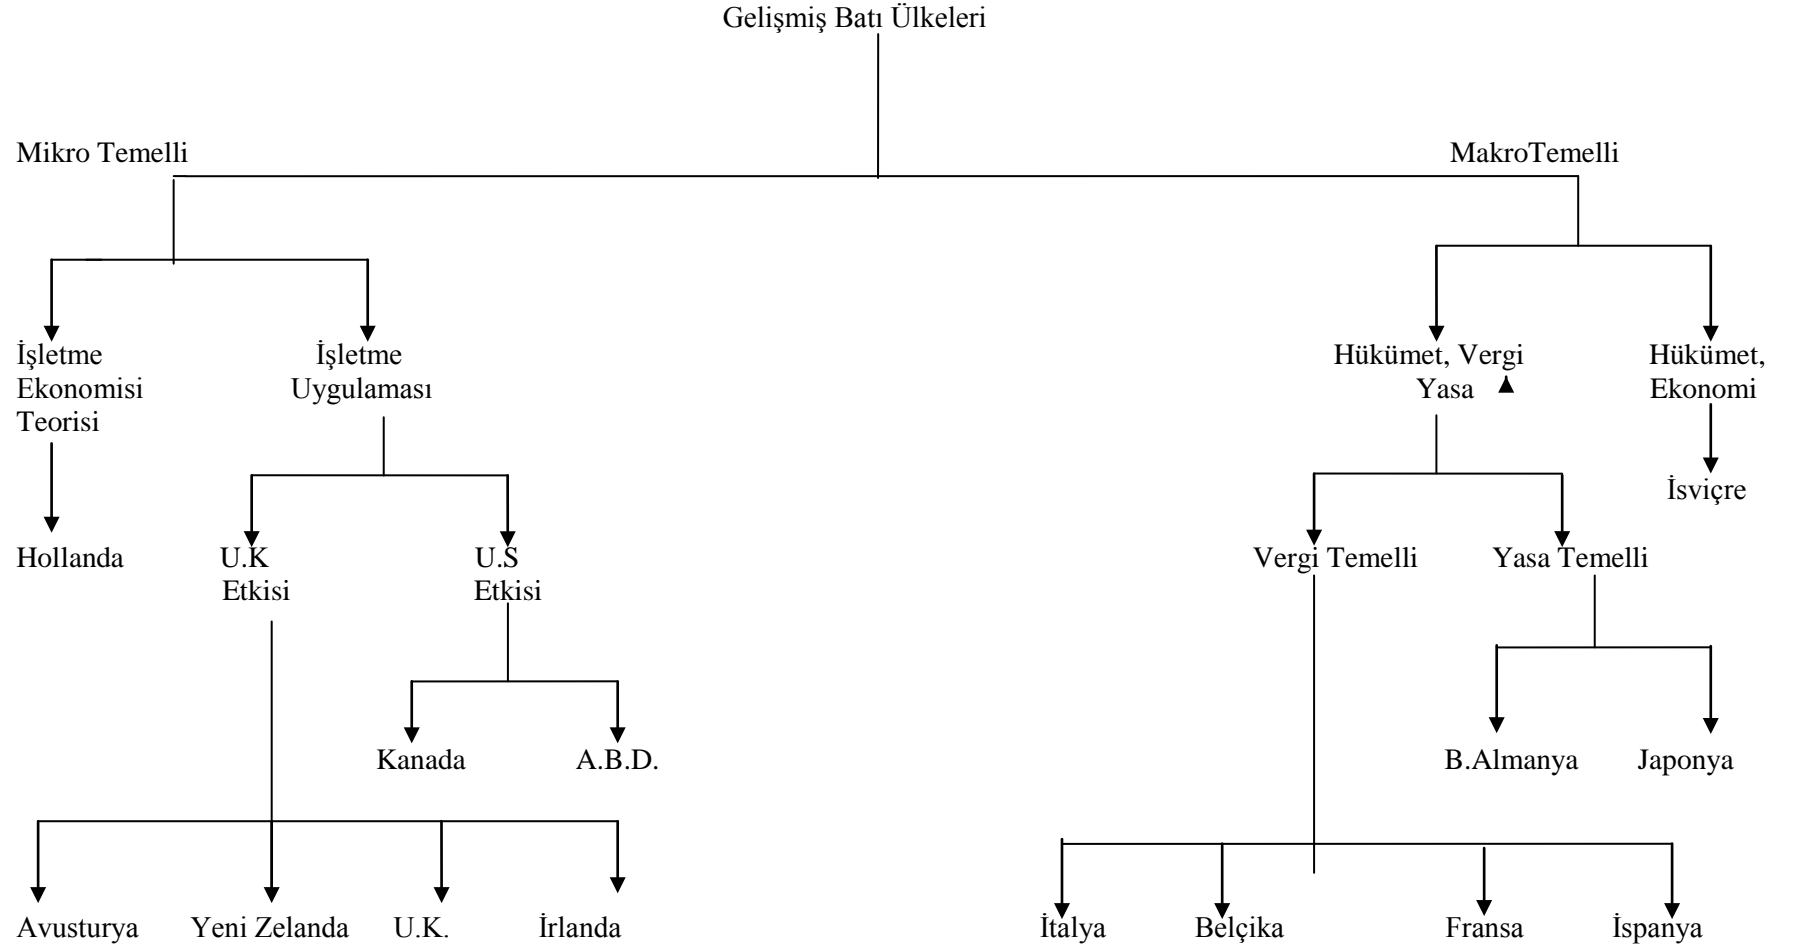 Gelişmiş Batı Ülkeleri
Mikro Temelli
MakroTemelli
İşletme
Ekonomisi
Teorisi
İşletme
Uygulaması
Hükümet, Vergi
Yasa
Hükümet,
Ekonomi
İsviçre
Hollanda
U.K
Etkisi
U.S
Etkisi
Vergi Temelli
Yasa Temelli
Kanada
A.B.D.
B.Almanya
Japonya
Avusturya
Yeni Zelanda
U.K.
İrlanda
İtalya
Belçika
Fransa
İspanya